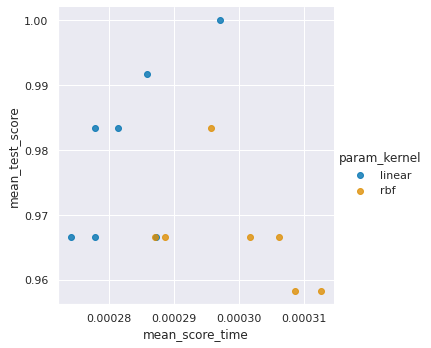 1.00
0.99
0.98
0.97
0.96
mean_test_score
0.00028 0.00029 0.00030 0.00031
mean_score_time
param_kernel
linear
rbf